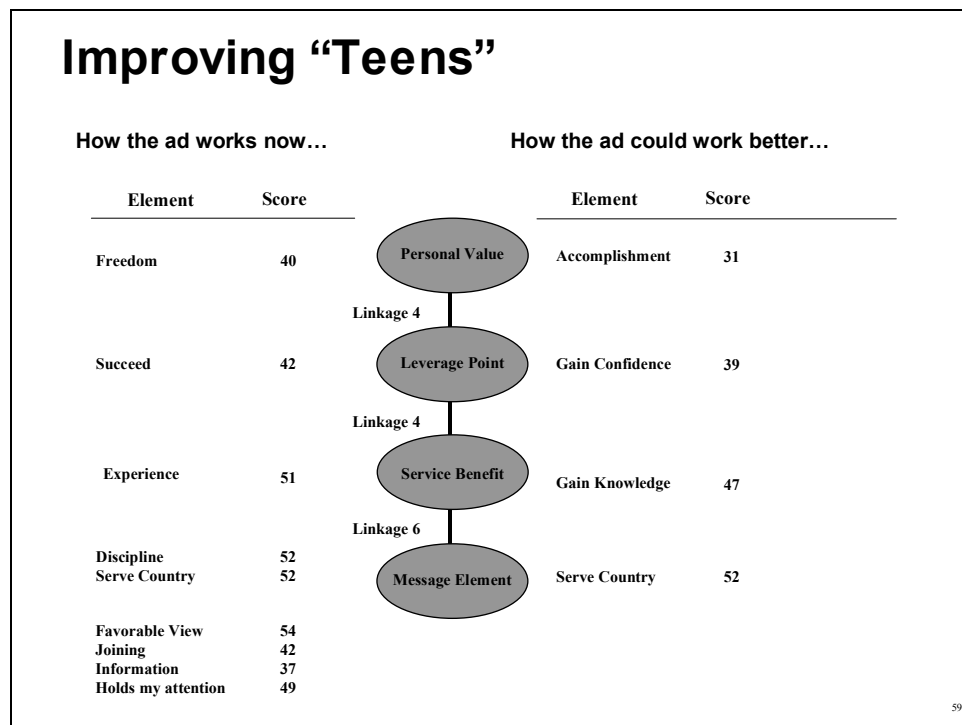 Improving “Teens”
How the ad works now…
How the ad could work better…
Element Score
Element Score
Freedom 40
Personal Value
Accomplishment 31
Linkage 4
Succeed 42
Leverage Point
Gain Confidence 39
Linkage 4
Experience 51
Service Benefit
Gain Knowledge 47
Linkage 6
Discipline 52
Serve Country 52
Message Element
Serve Country 52
Favorable View 54
Joining 42
Information 37
Holds my attention 49
59